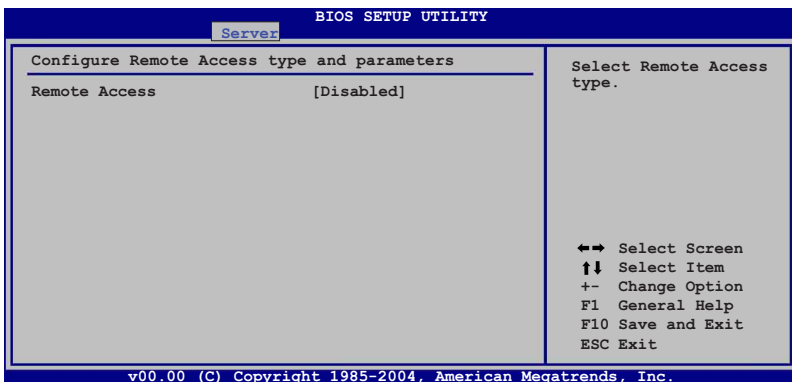 BIOS SETUP UTILITY
Server
Configure Remote Access type and parameters
Remote Access [Disabled]
Select Remote Access
type.
←→ Select Screen
↑↓ Select Item
+- Change Option
F1 General Help
F10 Save and Exit
ESC Exit
v00.00 (C) Copyright 1985-2004, American Megatrends, Inc.